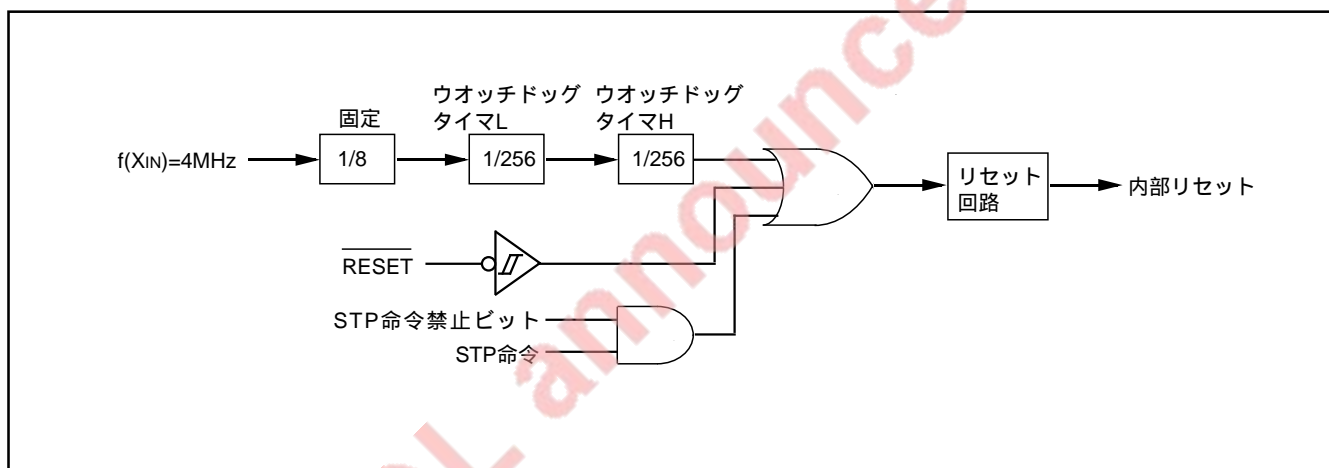 ウオッチドッグ
タイマL
ウオッチドッグ
タイマH
固定
f(XIN)=4MHz
1/8
1/256
1/256
リセット
回路
内部リセット
RESET
STP命令禁止ビット
STP命令
L announce